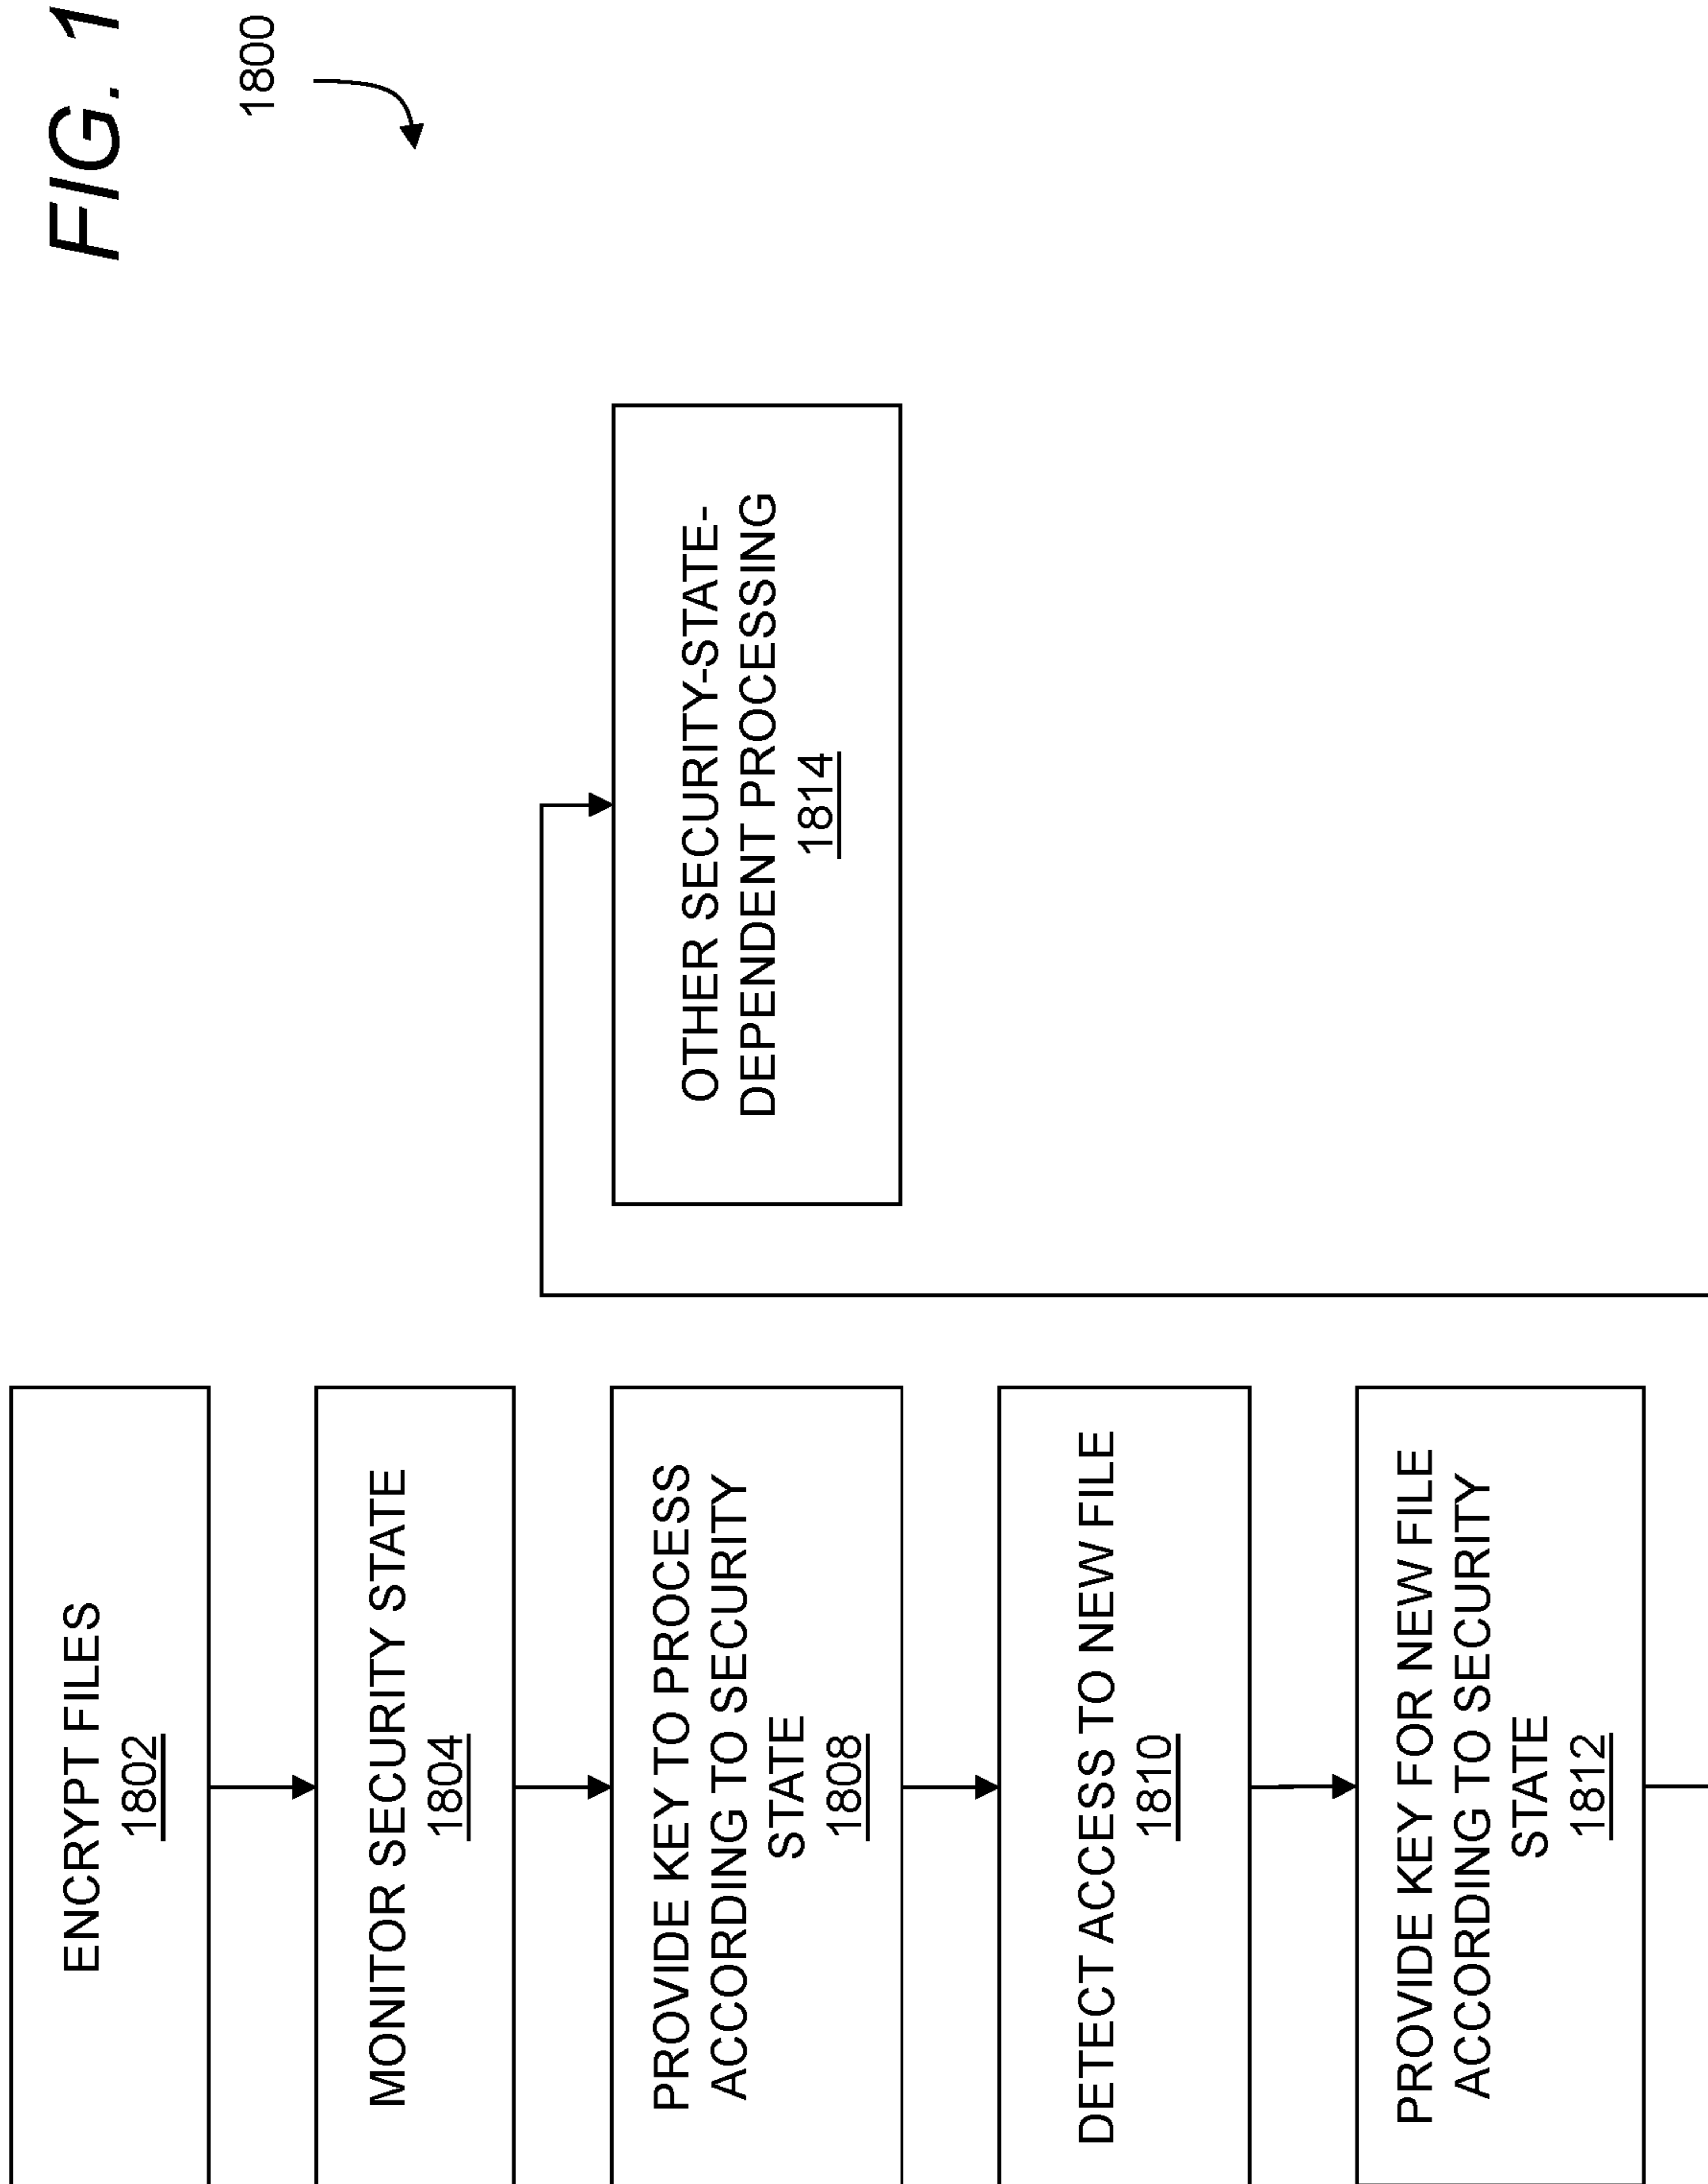 FIG. 1
1800
ENCRYPT FILES
1802
MONITOR SECURITY STATE
1804
PROVIDE KEY TO PROCESS
ACCORDING TO SECURITY
STATE
1808
DETECT ACCESS TO NEW FILE
1810
PROVIDE KEY FOR NEW FILE
ACCORDING TO SECURITY
STATE
1812
OTHER SECURITY-STATE-
DEPENDENT PROCESSING
1814